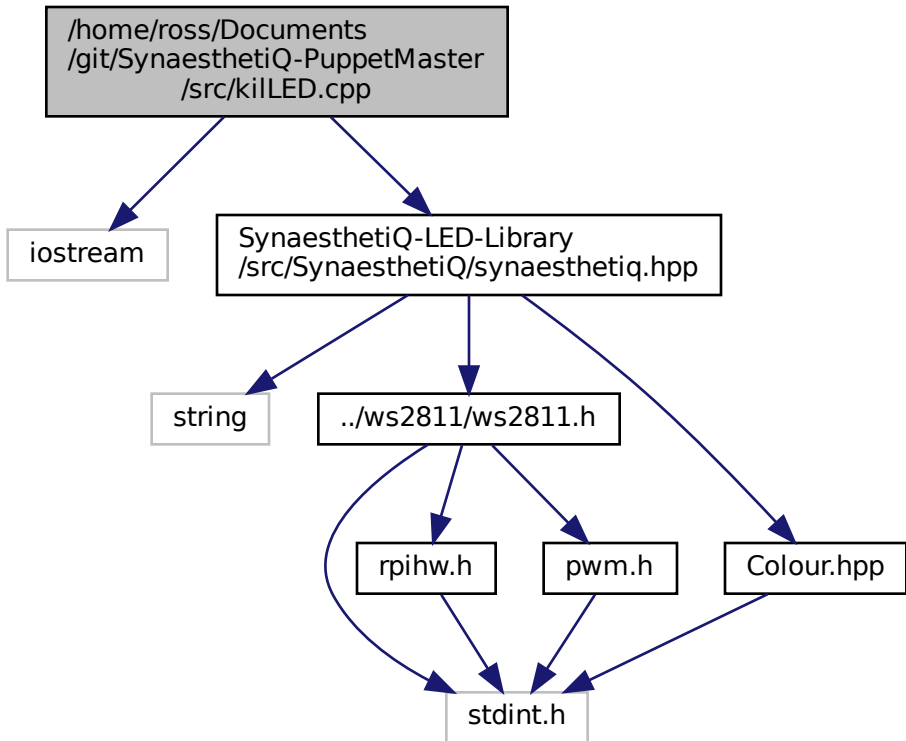 /home/ross/Documents
/git/SynaesthetiQ-PuppetMaster
/src/kilLED.cpp
iostream
SynaesthetiQ-LED-Library
/src/SynaesthetiQ/synaesthetiq.hpp
string
../ws2811/ws2811.h
rpihw.h
pwm.h
Colour.hpp
stdint.h